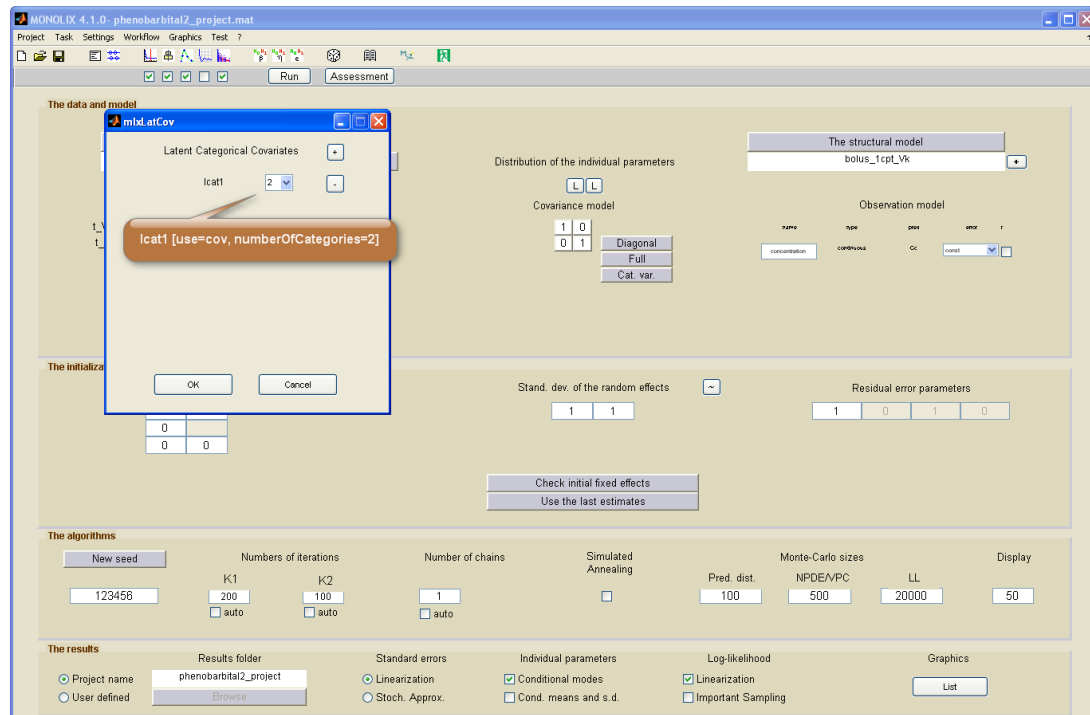 MONOLIX 4.1.0- phenobarbital2_project.mat
Project Task Settings Workflow Graphics Test ?
Run Assessment
The data and model
mlxLatCov
Latent Categorical Covariates +
lcat1 2 -
lcat1 [use=cov, numberOfCategories=2]
OK Cancel
Distribution of the individual parameters
L L
Covariance model
1 0
0 1
Diagonal
Full
Cat. var.
The structural model
bolus_1cpt_Vk +
Observation model
name type pred error r
concentration continuous Cc const
The initializa
0
0 0
Stand. dev. of the random effects ~
1 1
Residual error parameters
1 0 1 0
Check initial fixed effects
Use the last estimates
The algorithms
New seed Numbers of iterations Number of chains Simulated Annealing Monte-Carlo sizes Display
K1 K2 Pred. dist. NPDE/VPC LL
123456 200 100 1 100 500 20000 50
auto auto auto
The results
Results folder Standard errors Individual parameters Log-likelihood Graphics
Project name phenobarbital2_project Linearization Conditional modes Linearization List
User defined Browse Stoch. Approx. Cond. means and s.d. Important Sampling